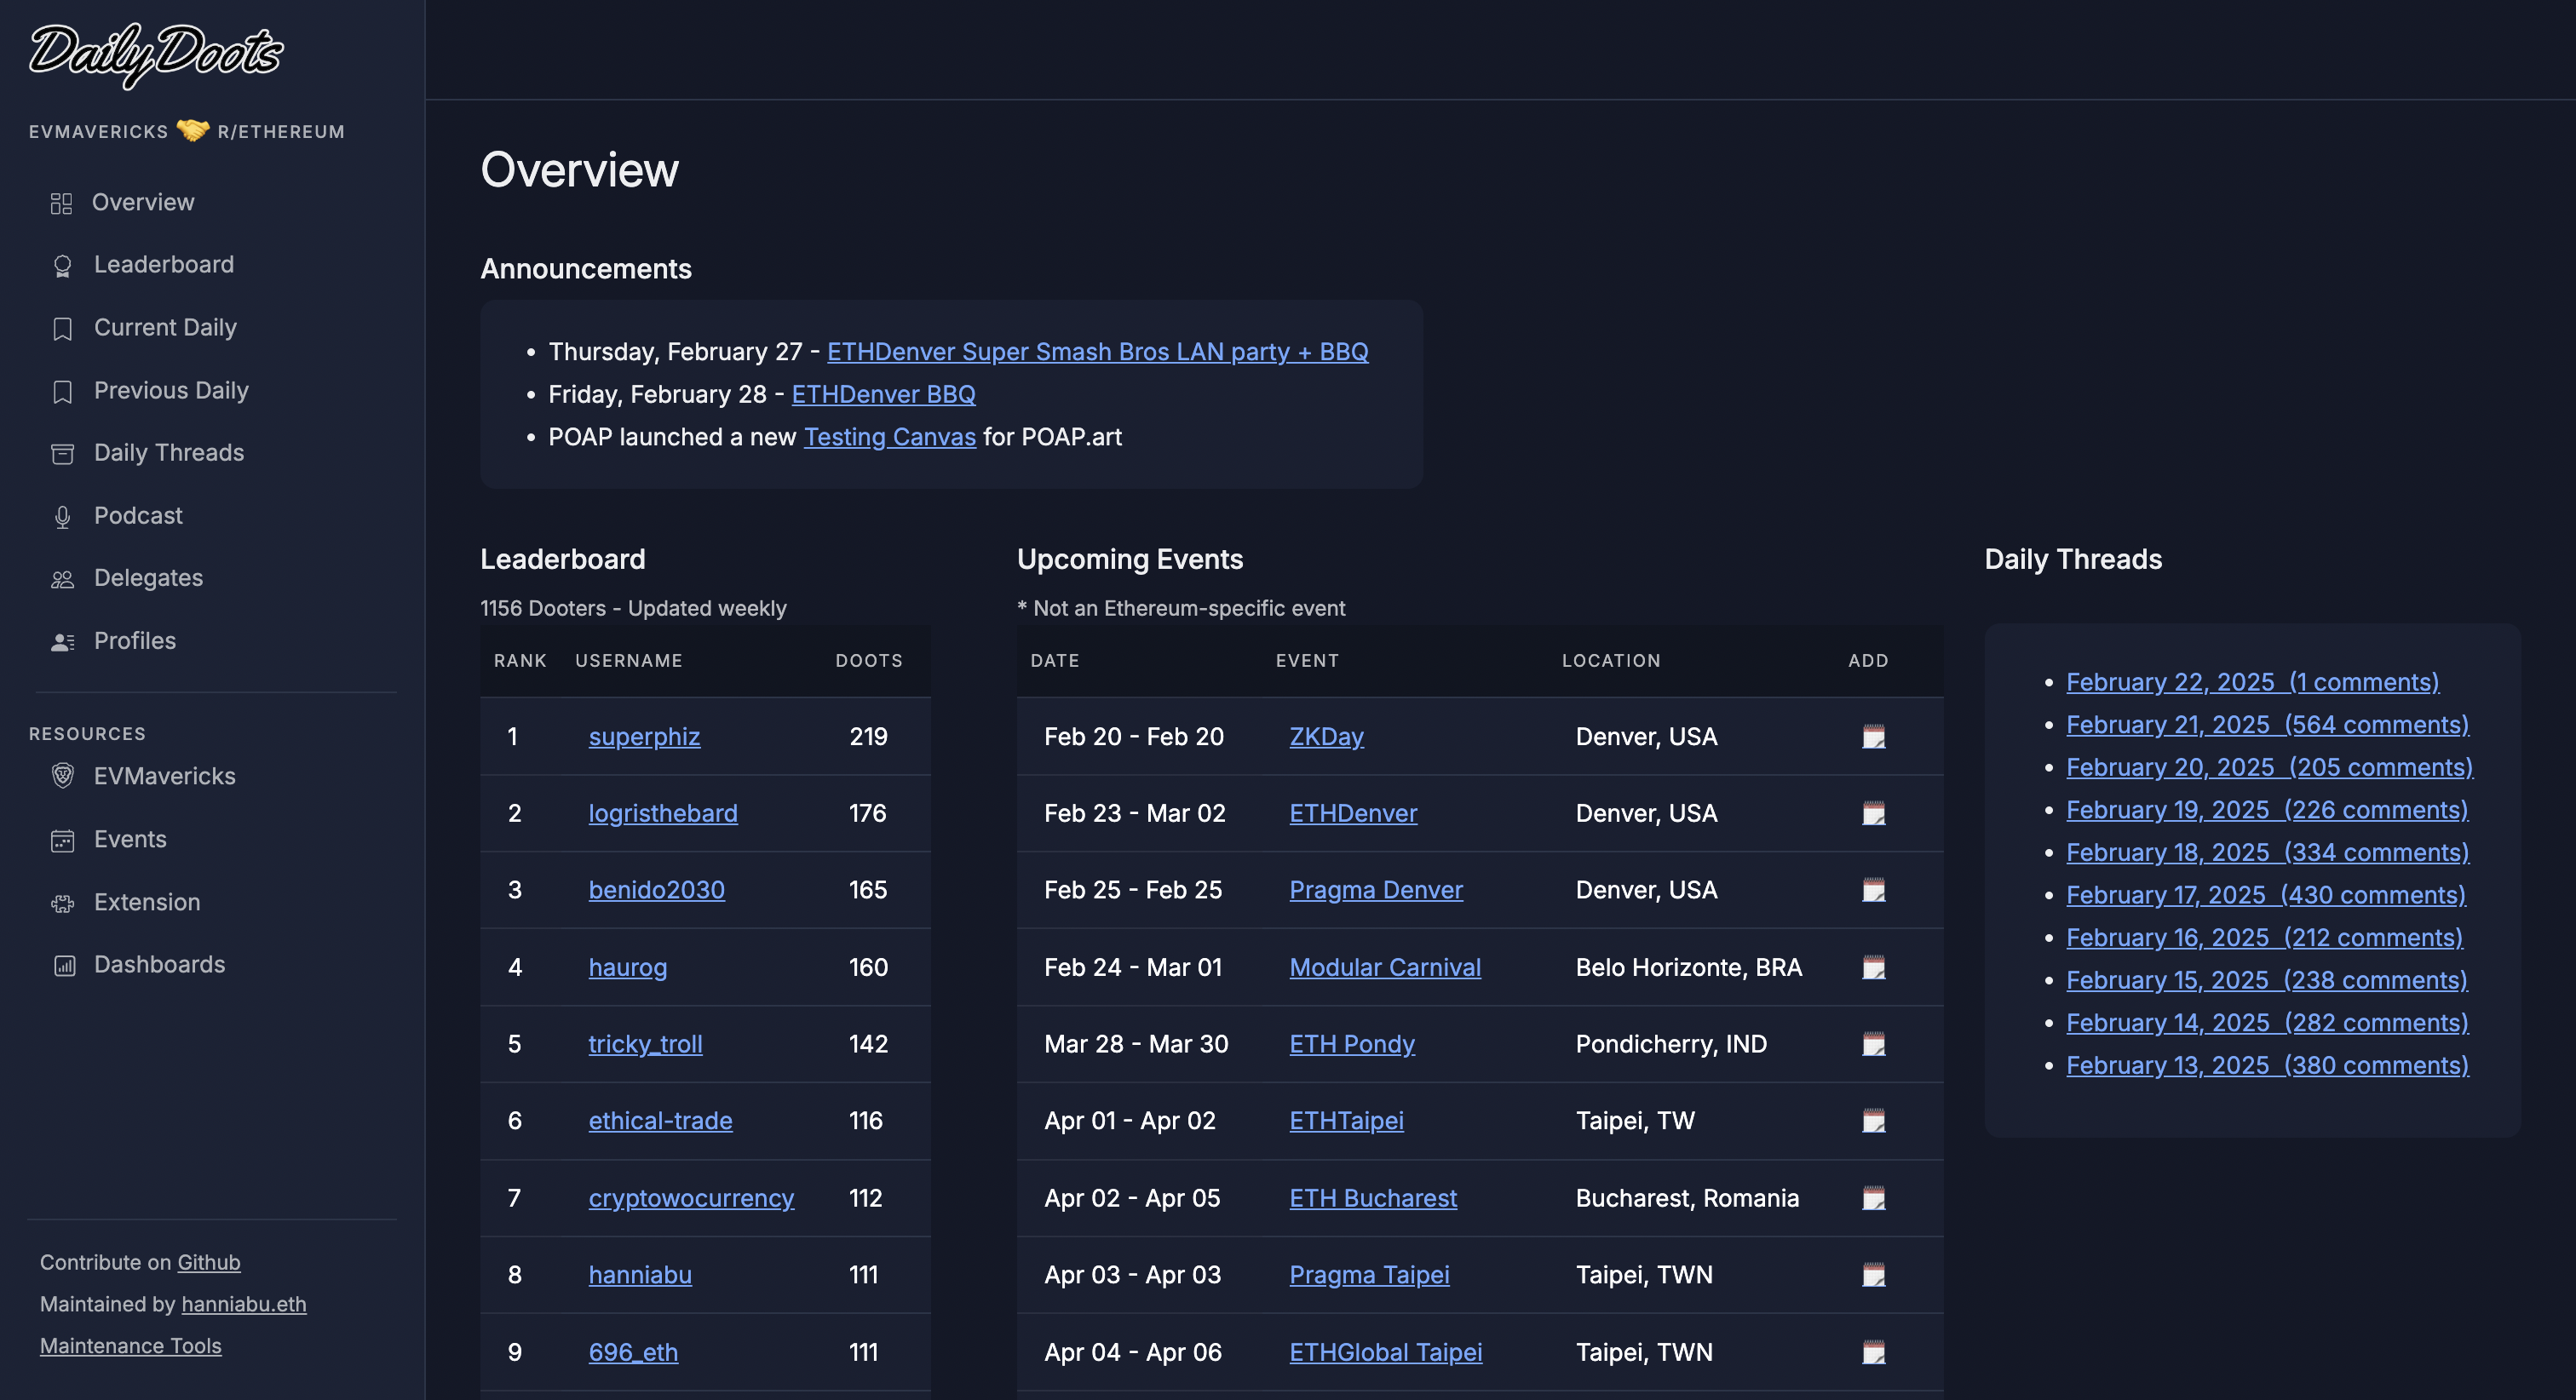 DailyDoots
EVMAVERICKS 🤝 R/ETHEREUM
Overview
Leaderboard
Current Daily
Previous Daily
Daily Threads
Podcast
Delegates
Profiles
RESOURCES
EVMavericks
Events
Extension
Dashboards
Contribute on Github
Maintained by hanniabu.eth
Maintenance Tools
Overview
Announcements
• Thursday, February 27 - ETHDenver Super Smash Bros LAN party + BBQ
• Friday, February 28 - ETHDenver BBQ
• POAP launched a new Testing Canvas for POAP.art
Leaderboard
1156 Dooters - Updated weekly
RANK USERNAME DOOTS
1 superphiz 219
2 logristhebard 176
3 benido2030 165
4 haurog 160
5 tricky_troll 142
6 ethical-trade 116
7 cryptowocurrency 112
8 hanniabu 111
9 696_eth 111
Upcoming Events
* Not an Ethereum-specific event
DATE EVENT LOCATION ADD
Feb 20 - Feb 20 ZKDay Denver, USA
Feb 23 - Mar 02 ETHDenver Denver, USA
Feb 25 - Feb 25 Pragma Denver Denver, USA
Feb 24 - Mar 01 Modular Carnival Belo Horizonte, BRA
Mar 28 - Mar 30 ETH Pondy Pondicherry, IND
Apr 01 - Apr 02 ETHTaipei Taipei, TW
Apr 02 - Apr 05 ETH Bucharest Bucharest, Romania
Apr 03 - Apr 03 Pragma Taipei Taipei, TWN
Apr 04 - Apr 06 ETHGlobal Taipei Taipei, TWN
Daily Threads
• February 22, 2025 (1 comments)
• February 21, 2025 (564 comments)
• February 20, 2025 (205 comments)
• February 19, 2025 (226 comments)
• February 18, 2025 (334 comments)
• February 17, 2025 (430 comments)
• February 16, 2025 (212 comments)
• February 15, 2025 (238 comments)
• February 14, 2025 (282 comments)
• February 13, 2025 (380 comments)